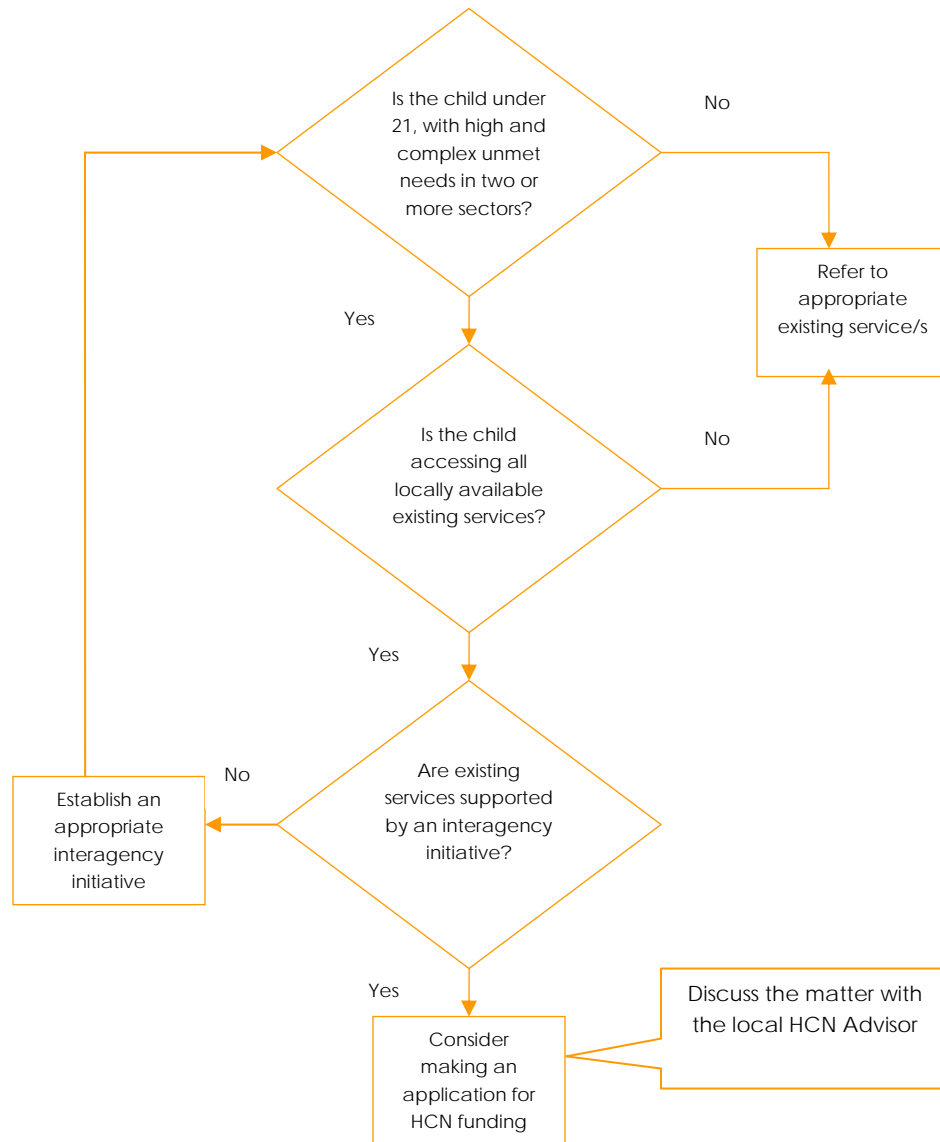 Is the child under
21, with high and
complex unmet
needs in two or
more sectors?
No
Refer to
appropriate
existing service/s
Yes
Is the child
accessing all
locally available
existing services?
No
Yes
Are existing
services supported
by an interagency
initiative?
No
Establish an
appropriate
interagency
initiative
Yes
Consider
making an
application for
HCN funding
Discuss the matter with
the local HCN Advisor